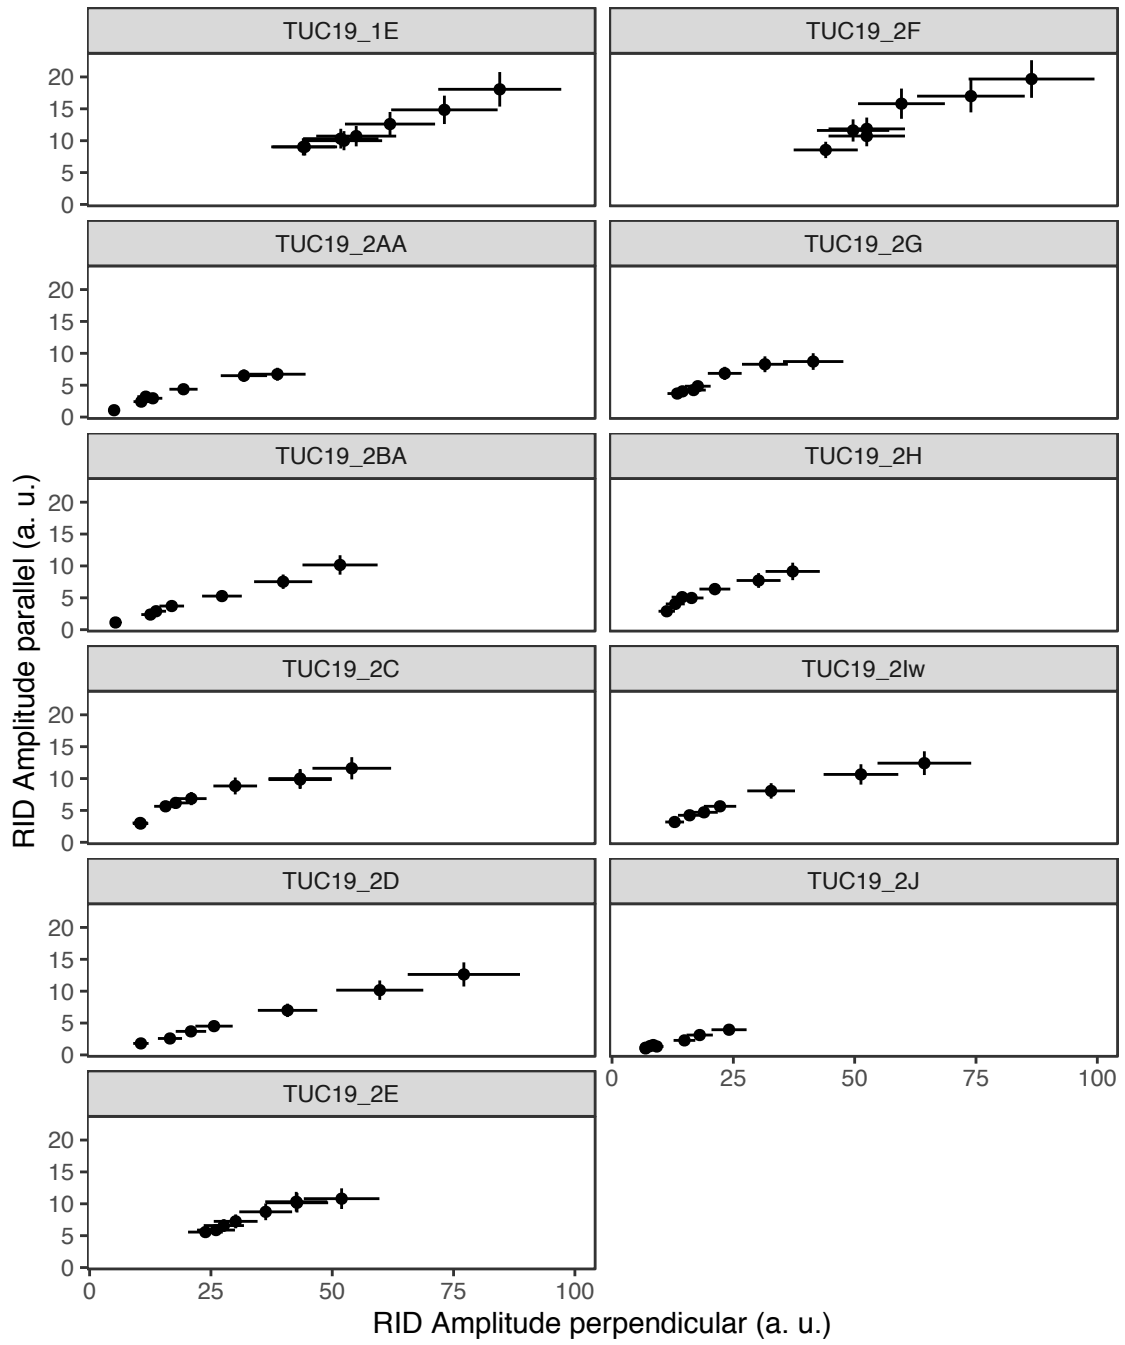 TUC19_1E
TUC19_2F
20
15
10
5
0
TUC19_2AA
TUC19_2G
20
15
10
5
0
TUC19_2BA
TUC19_2H
20
15
10
5
0
TUC19_2C
TUC19_2Iw
20
15
10
5
0
TUC19_2D
TUC19_2J
20
15
10
5
0
0 25 50 75 100
TUC19_2E
20
15
10
5
0
0 25 50 75 100
RID Amplitude parallel (a. u.)
RID Amplitude perpendicular (a. u.)